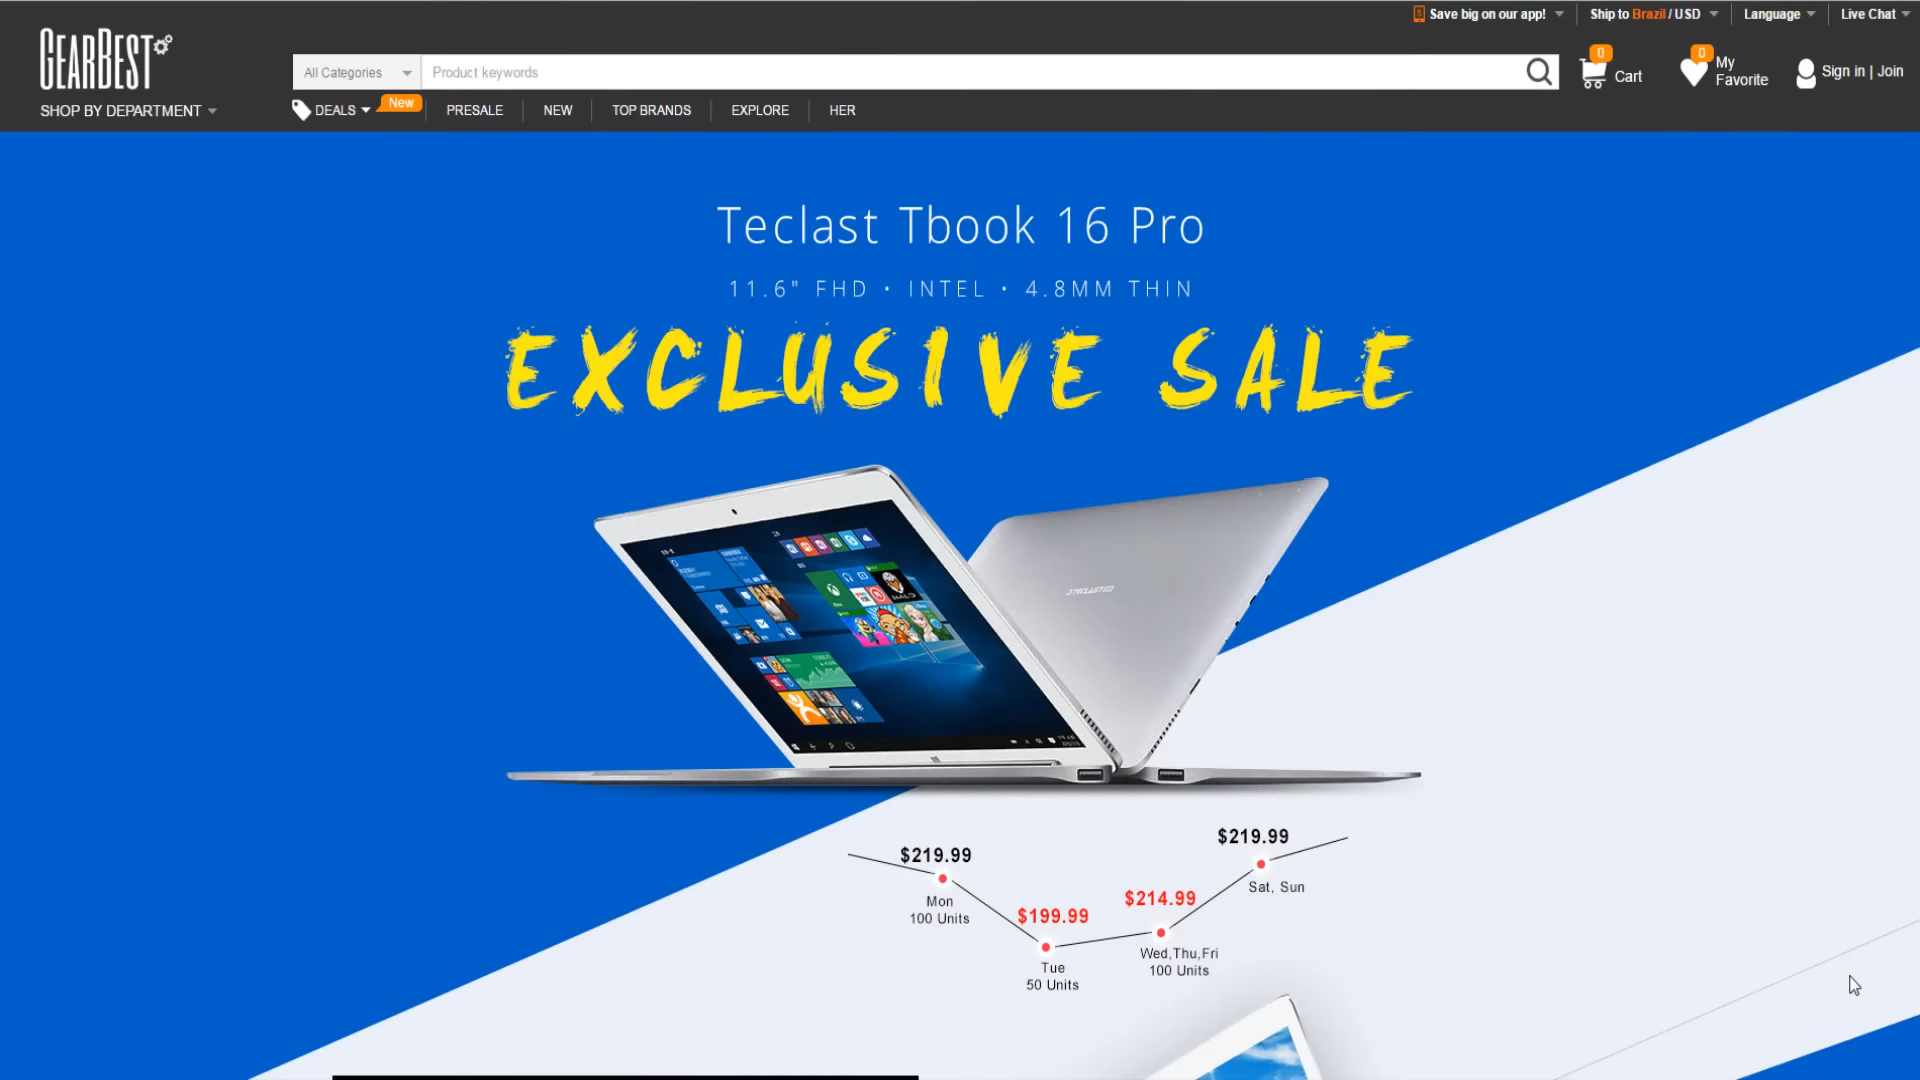 Save big on our app!
Ship to Brazil / USD
Language
Live Chat
GEARBEST
All Categories
Product keywords
0
Cart
0
My
Favorite
Sign in | Join
SHOP BY DEPARTMENT
DEALS
New
PRESALE
NEW
TOP BRANDS
EXPLORE
HER
Teclast Tbook 16 Pro
11.6" FHD • INTEL • 4.8MM THIN
EXCLUSIVE SALE
TECLAST
$219.99
Mon
100 Units
$199.99
Tue
50 Units
$214.99
Wed,Thu,Fri
100 Units
$219.99
Sat, Sun